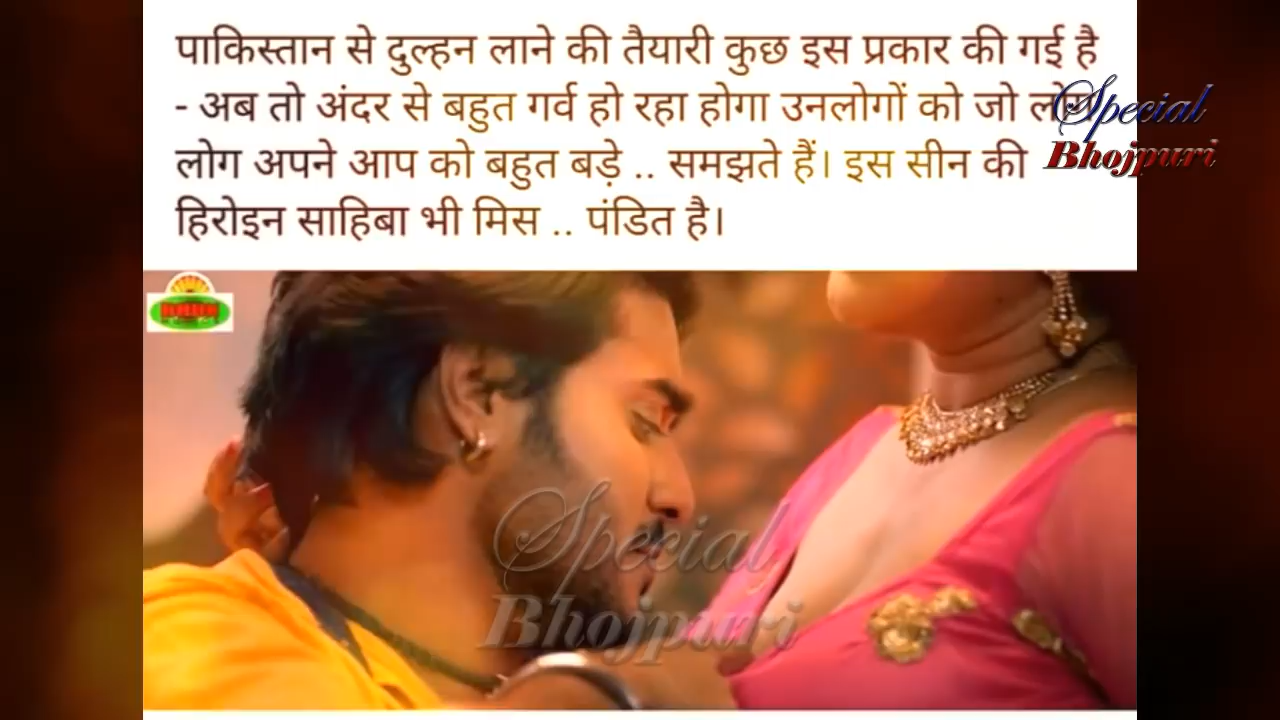 पाकिस्तान से दुल्हन लाने की तैयारी कुछ इस प्रकार की गई है
- अब तो अंदर से बहुत गर्व हो रहा होगा उनलोगों को जो लोग
लोग अपने आप को बहुत बड़े .. समझते हैं। इस सीन की
हिरोइन साहिबा भी मिस .. पंडित है।
Special
Bhojpuri
Special
Bhojpuri